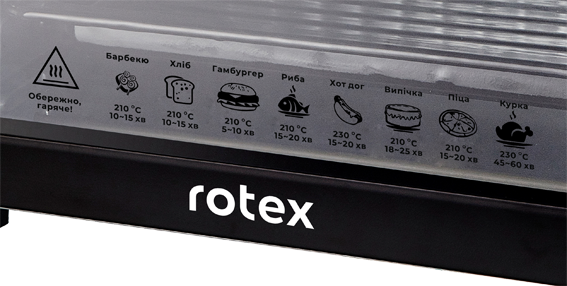 Обережно,
гаряче!
Барбекю
210 °C
10~15 хв
Хліб
210 °C
10~15 хв
Гамбургер
210 °C
5~10 хв
Риба
210 °C
15~20 хв
Хот дог
230 °C
15~20 хв
Випічка
210 °C
18~25 хв
Піца
210 °C
15~20 хв
Курка
230 °C
45~60 хв
rotex